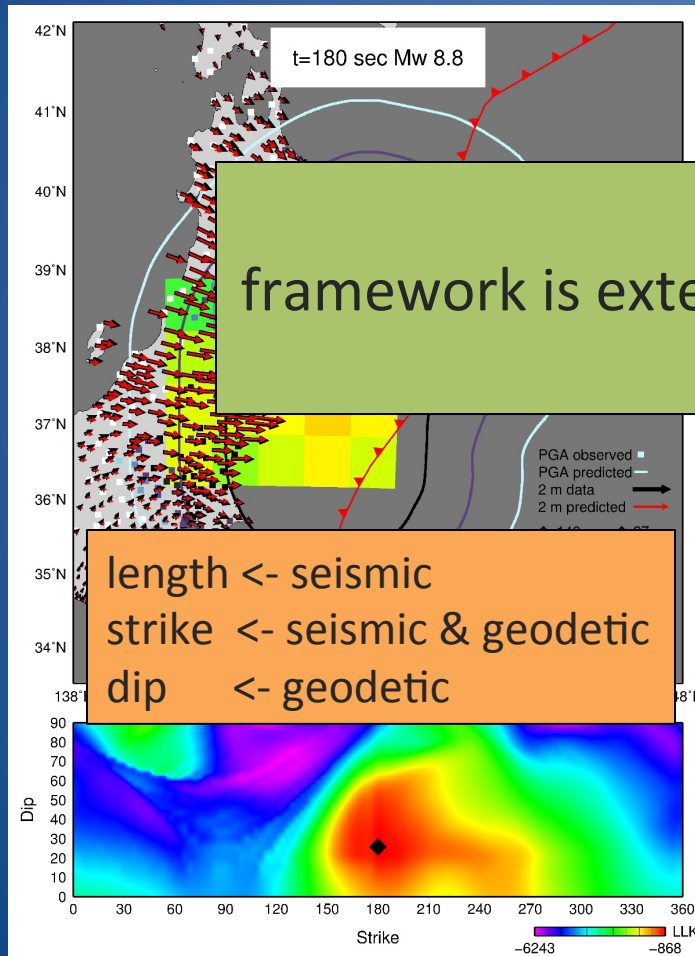 42˚N
t=180 sec Mw 8.8
41˚N
40˚N
39˚N
framework is exte
38˚N
37˚N
PGA observed
PGA predicted
36˚N
2 m data
2 m predicted
35˚N
length <- seismic
strike <- seismic & geodetic
34˚N
dip <- geodetic
138˚
48˚
90
80
70
60
50
40
30
20
10
0
Dip
0 30 60 90 120 150 180 210 240 270 300 330 360
Strike
LLK
−6243 −868